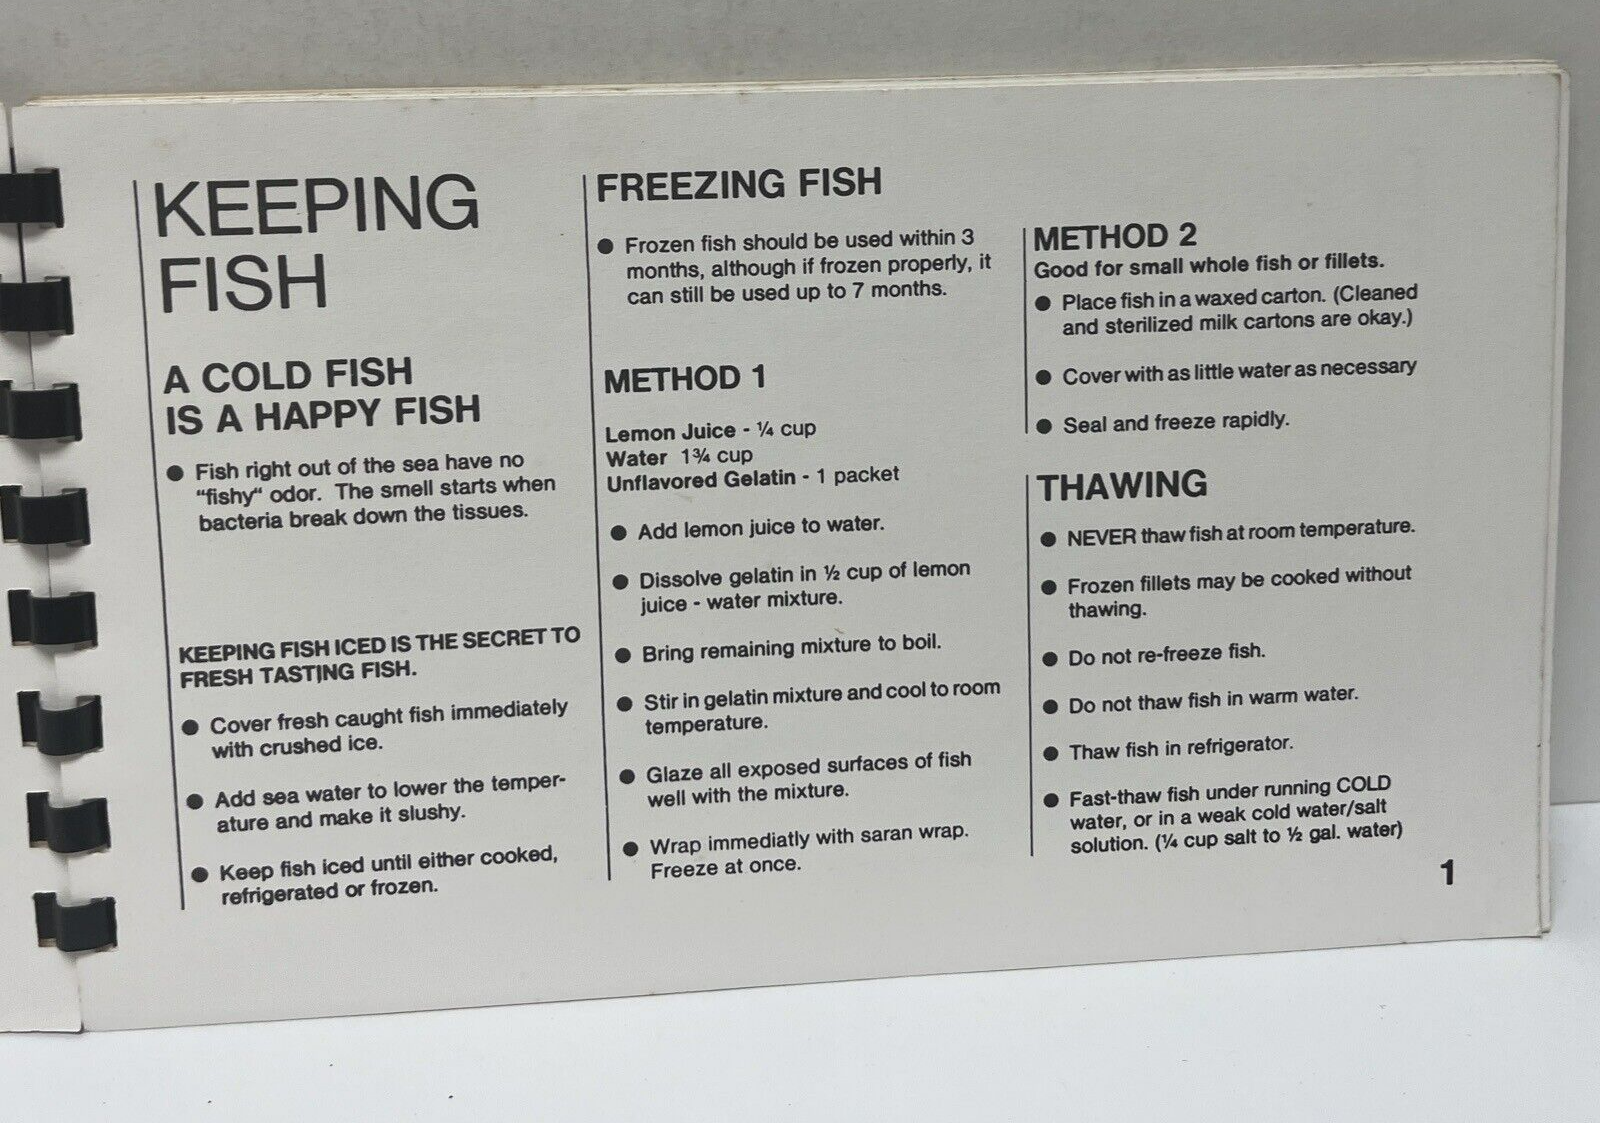 KEEPING
FISH
A COLD FISH
IS A HAPPY FISH
● Fish right out of the sea have no
"fishy" odor. The smell starts when
bacteria break down the tissues.
KEEPING FISH ICED IS THE SECRET TO
FRESH TASTING FISH.
● Cover fresh caught fish immediately
with crushed ice.
● Add sea water to lower the temper-
ature and make it slushy.
● Keep fish iced until either cooked,
refrigerated or frozen.
FREEZING FISH
● Frozen fish should be used within 3
months, although if frozen properly, it
can still be used up to 7 months.
METHOD 1
Lemon Juice - ¼ cup
Water 1¾ cup
Unflavored Gelatin - 1 packet
● Add lemon juice to water.
● Dissolve gelatin in ½ cup of lemon
juice - water mixture.
● Bring remaining mixture to boil.
● Stir in gelatin mixture and cool to room
temperature.
● Glaze all exposed surfaces of fish
well with the mixture.
● Wrap immediatly with saran wrap.
Freeze at once.
METHOD 2
Good for small whole fish or fillets.
● Place fish in a waxed carton. (Cleaned
and sterilized milk cartons are okay.)
● Cover with as little water as necessary
● Seal and freeze rapidly.
THAWING
● NEVER thaw fish at room temperature.
● Frozen fillets may be cooked without
thawing.
● Do not re-freeze fish.
● Do not thaw fish in warm water.
● Thaw fish in refrigerator.
● Fast-thaw fish under running COLD
water, or in a weak cold water/salt
solution. (¼ cup salt to ½ gal. water)
1